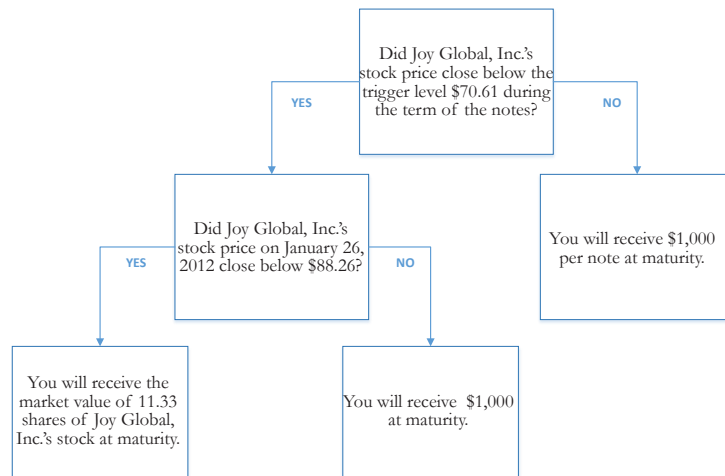 Did Joy Global, Inc.'s
stock price close below the
trigger level $70.61 during
the term of the notes?
YES
NO
Did Joy Global, Inc.'s
stock price on January 26,
2012 close below $88.26?
You will receive $1,000
per note at maturity.
YES
NO
You will receive the
market value of 11.33
shares of Joy Global,
Inc.'s stock at maturity.
You will receive $1,000
at maturity.